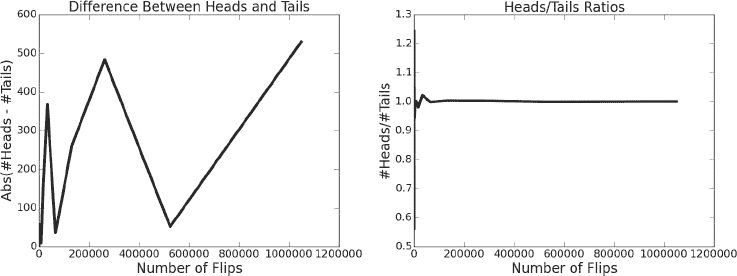 Difference Between Heads and Tails
Abs(#Heads - #Tails)
600
500
400
300
200
100
0
0 200000 400000 600000 800000 1000000 1200000
Number of Flips
Heads/Tails Ratios
#Heads/#Tails
1.3
1.2
1.1
1.0
0.9
0.8
0.7
0.6
0.5
0 200000 400000 600000 800000 1000000 1200000
Number of Flips